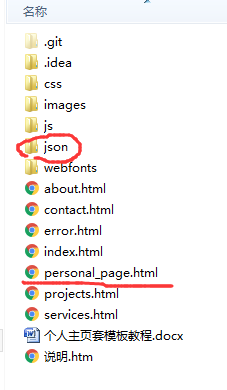 名称
.git
.idea
css
images
js
json
webfonts
about.html
contact.html
error.html
index.html
personal_page.html
projects.html
services.html
个人主页套模板教程.docx
说明.htm